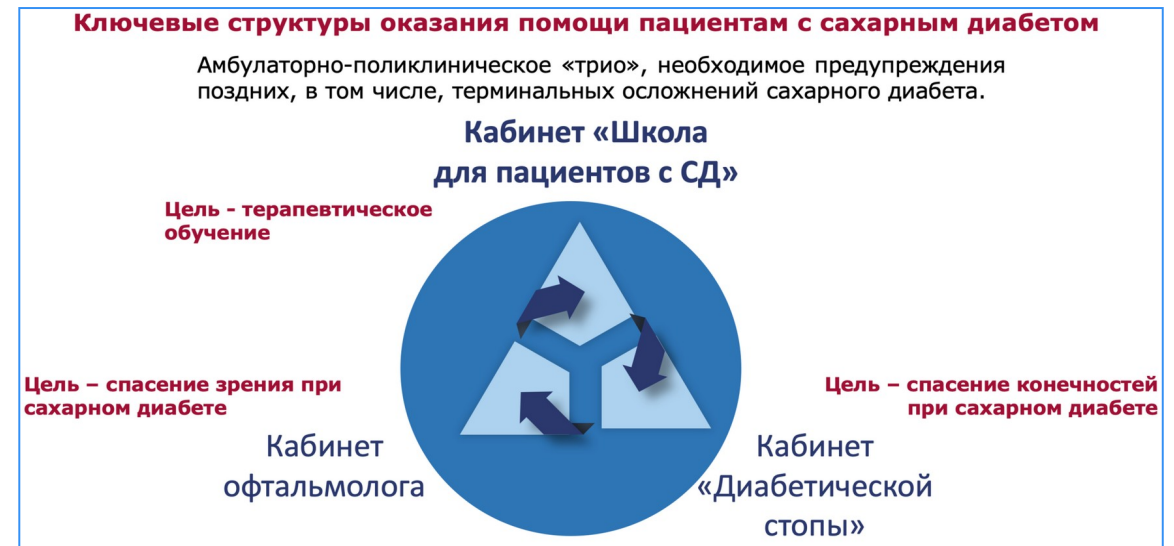 Ключевые структуры оказания помощи пациентам с сахарным диабетом
Амбулаторно-поликлиническое «трио», необходимое предупреждения
поздних, в том числе, терминальных осложнений сахарного диабета.
Кабинет «Школа
для пациентов с СД»
Цель - терапевтическое
обучение
Цель – спасение зрения при
сахарном диабете
Цель – спасение конечностей
при сахарном диабете
Кабинет
офтальмолога
Кабинет
«Диабетической
стопы»